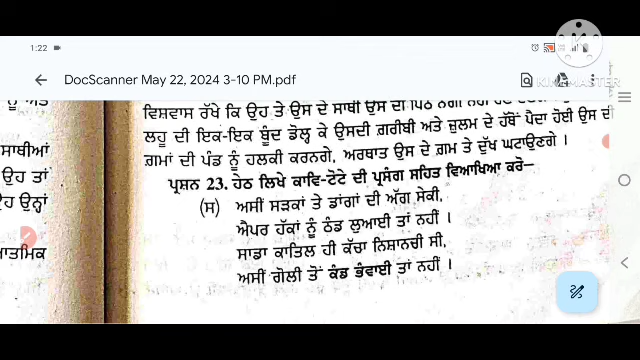 1:22
DocScanner May 22, 2024 3-10 PM.pdf
KINEMASTER
ਵਿਸ਼ਵਾਸ ਰੱਖੇ ਕਿ ਉਹ ਤੇ ਉਸ ਦੇ ਸਾਥੀ ਉਸ ਦੀ ਪਿੱਠ ਨੰਗੀ ਨਹੀਂ
ਲਹੂ ਦੀ ਇਕ-ਇਕ ਬੂੰਦ ਡੋਲ੍ਹ ਕੇ ਉਸਦੀ ਗ਼ਰੀਬੀ ਅਤੇ ਜ਼ੁਲਮ ਦੇ ਹੱਥੋਂ ਪੈਦਾ ਹੋਈ ਉਸ ਦੀ
ਗ਼ਮਾਂ ਦੀ ਪੰਡ ਨੂੰ ਹਲਕੀ ਕਰਨਗੇ, ਅਰਥਾਤ ਉਸ ਦੇ ਗ਼ਮ ਤੇ ਦੁੱਖ ਘਟਾਉਣਗੇ ।
ਪ੍ਰਸ਼ਨ 23. ਹੇਠ ਲਿਖੇ ਕਾਵਿ-ਟੋਟੇ ਦੀ ਪ੍ਰਸੰਗ ਸਹਿਤ ਵਿਆਖਿਆ ਕਰੋ–
(ਸ) ਅਸੀਂ ਸੜਕਾਂ ਤੇ ਡਾਂਗਾਂ ਦੀ ਅੱਗ ਸੇਕੀ,
ਐਪਰ ਹੱਕਾਂ ਨੂੰ ਠੰਡ ਲੁਆਈ ਤਾਂ ਨਹੀਂ ।
ਸਾਡਾ ਕਾਤਿਲ ਹੀ ਕੱਚਾ ਨਿਸ਼ਾਨਚੀ ਸੀ,
ਅਸੀਂ ਗੋਲੀ ਤੋਂ ਕੰਡ ਭੰਵਾਈ ਤਾਂ ਨਹੀਂ ।
ਸਾਥੀਆਂ
ਉਹ ਤਾਂ
ਉਨ੍ਹਾਂ